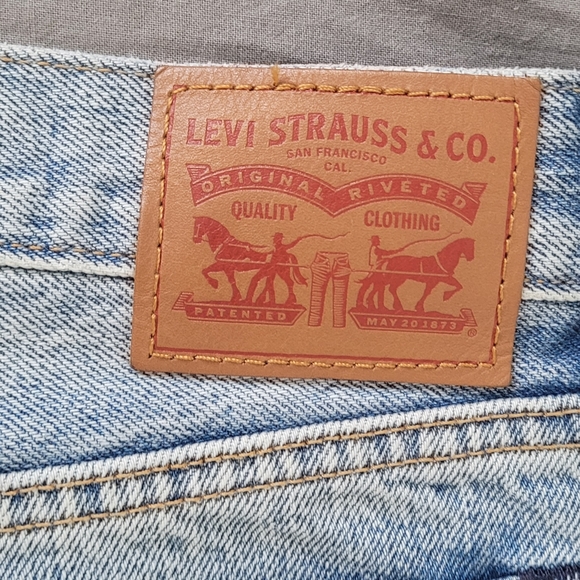 LEVI STRAUSS & CO.
SAN FRANCISCO
CAL.
ORIGINAL RIVETED
QUALITY CLOTHING
PATENTED MAY 20 1873 ®